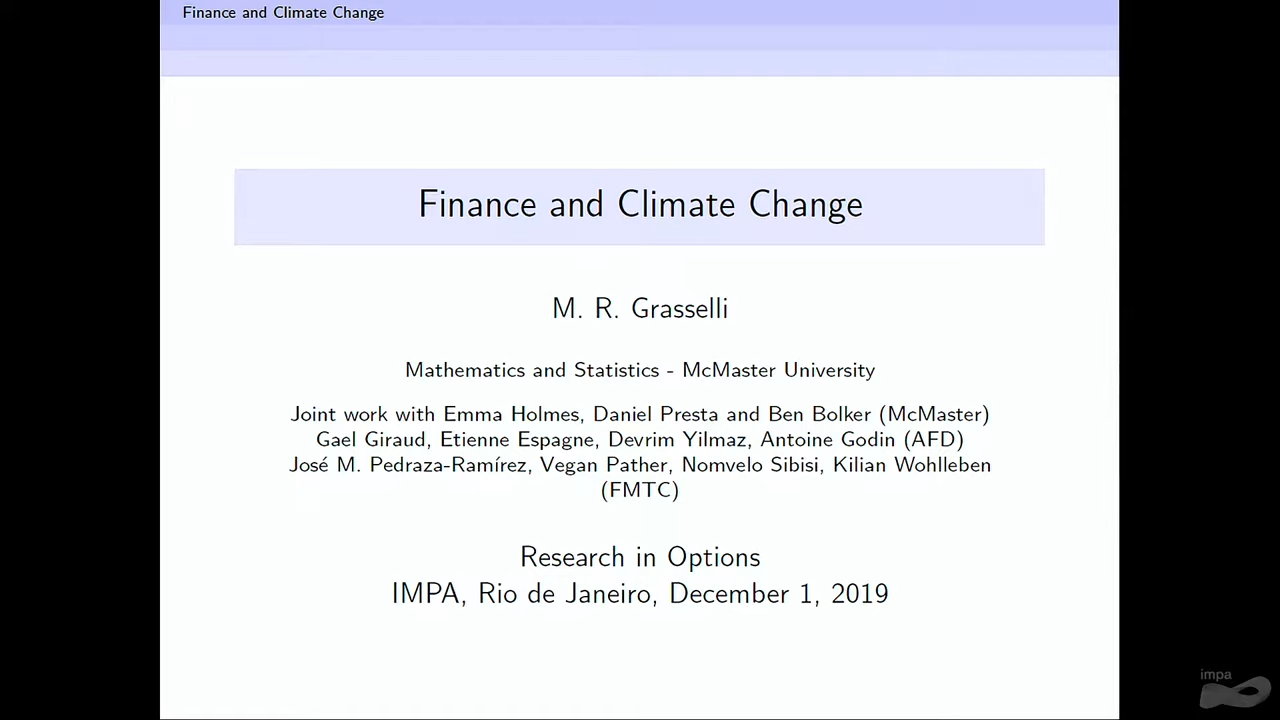 Finance and Climate Change
Finance and Climate Change
M. R. Grasselli
Mathematics and Statistics - McMaster University
Joint work with Emma Holmes, Daniel Presta and Ben Bolker (McMaster)
Gael Giraud, Etienne Espagne, Devrim Yilmaz, Antoine Godin (AFD)
José M. Pedraza-Ramírez, Vegan Pather, Nomvelo Sibisi, Kilian Wohlleben
(FMTC)
Research in Options
IMPA, Rio de Janeiro, December 1, 2019
impa